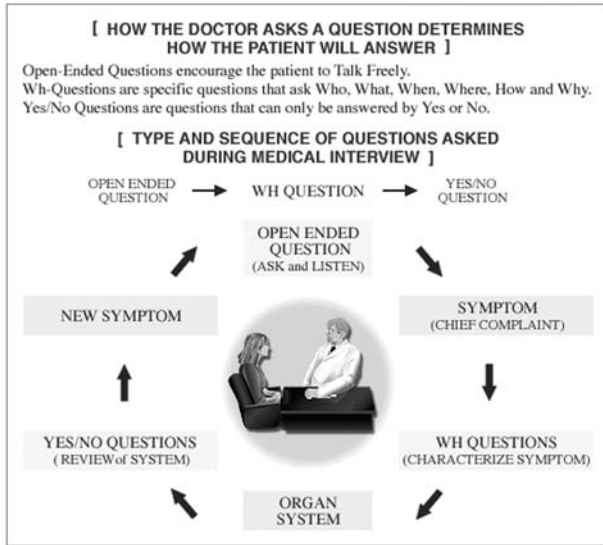 [ HOW THE DOCTOR ASKS A QUESTION DETERMINES
HOW THE PATIENT WILL ANSWER ]
Open-Ended Questions encourage the patient to Talk Freely.
Wh-Questions are specific questions that ask Who, What, When, Where, How and Why.
Yes/No Questions are questions that can only be answered by Yes or No.
[ TYPE AND SEQUENCE OF QUESTIONS ASKED
DURING MEDICAL INTERVIEW ]
OPEN ENDED
QUESTION
WH QUESTION
YES/NO
QUESTION
OPEN ENDED
QUESTION
(ASK and LISTEN)
SYMPTOM
(CHIEF COMPLAINT)
WH QUESTIONS
(CHARACTERIZE SYMPTOM)
ORGAN
SYSTEM
YES/NO QUESTIONS
( REVIEW of SYSTEM)
NEW SYMPTOM